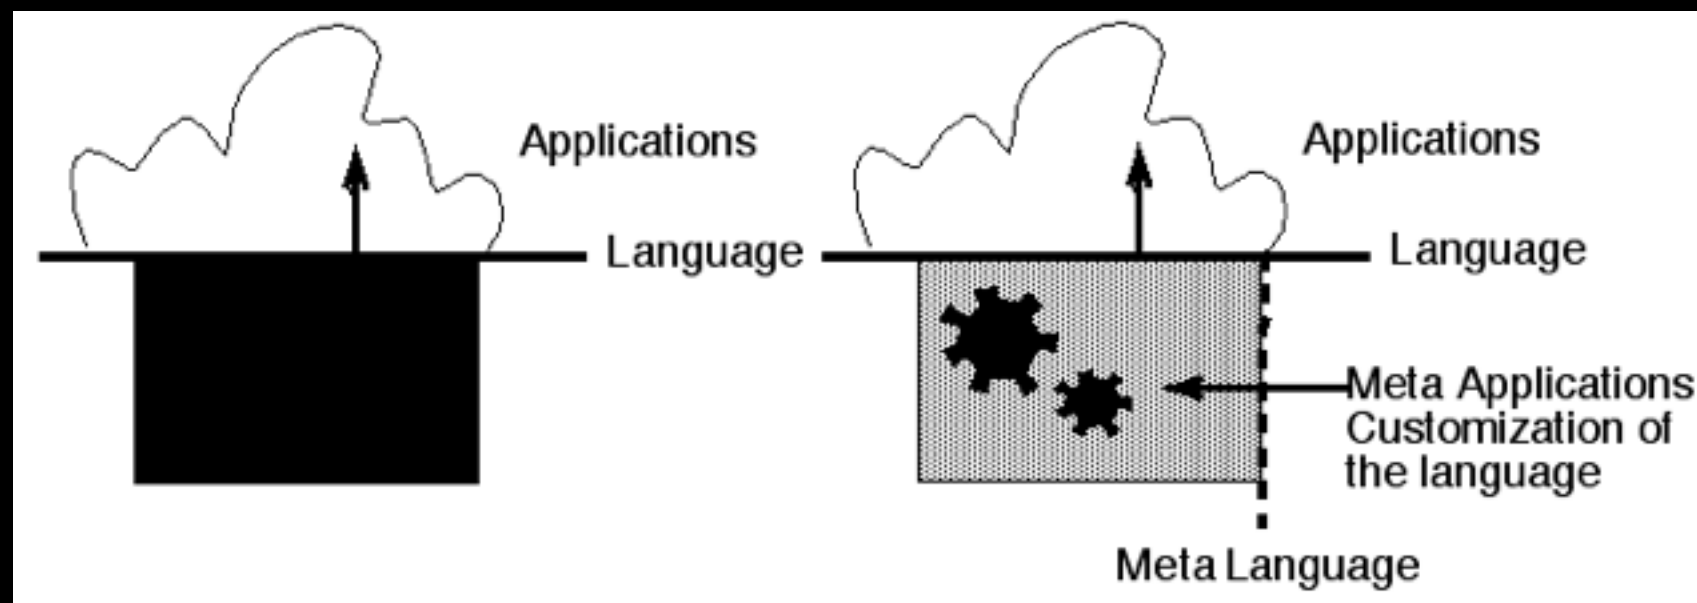 Applications
Language
Applications
Language
Meta Applications
Customization of
the language
Meta Language